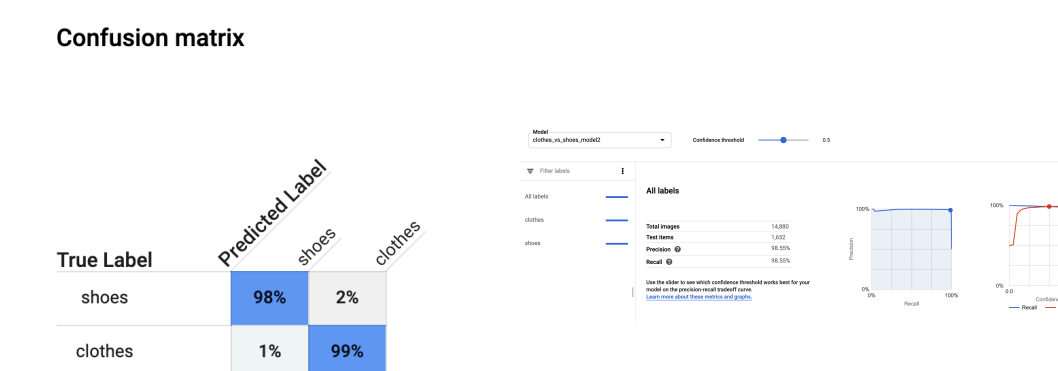 Confusion matrix
Predicted Label
shoes
clothes
True Label
shoes
98%
2%
clothes
1%
99%
Model
clothes_vs_shoes_model2
Confidence threshold
0.5
Filter labels
All labels
clothes
shoes
All labels
Total images 14,880
Test items 1,652
Precision 98.55%
Recall 98.55%
Use the slider to see which confidence threshold works best for your
model on the precision-recall tradeoff curve.
Learn more about these metrics and graphs.
100%
Precision
0%
0%
100%
Recall
100%
0%
0.0
Confidenc
Recall